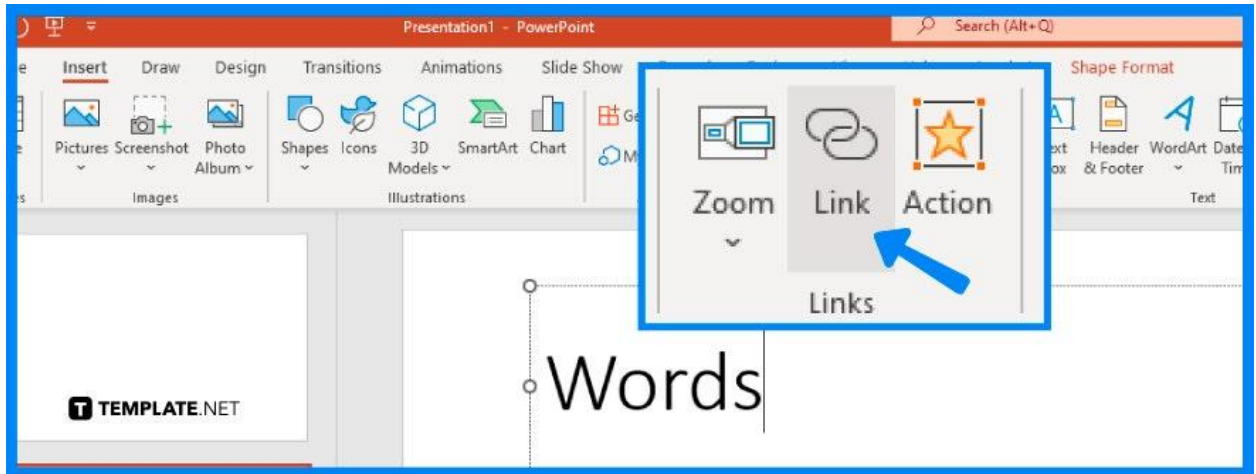 Presentation1 - PowerPoint
Search (Alt+Q)
Insert Draw Design Transitions Animations Slide Show Shape Format
Pictures Screenshot Photo Album Shapes Icons 3D Models SmartArt Chart
Header & Footer WordArt
Images Illustrations Text
Zoom Link Action
Links
Words
TEMPLATE.NET